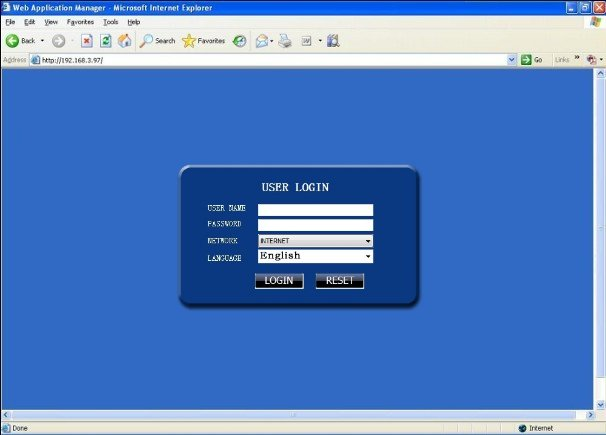 Web Application Manager - Microsoft Internet Explorer
File Edit View Favorites Tools Help
Back Search Favorites
Address http://192.168.3.97/ Go Links »
USER LOGIN
USER NAME
PASSWORD
NETWORK INTERNET
LANGUAGE English
LOGIN RESET
Done Internet